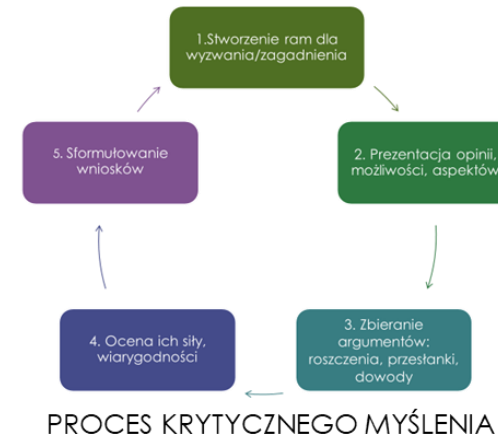 1.Stworzenie ram dla
wyzwania/zagadnienia
2. Prezentacja opinii,
możliwości, aspektów
3. Zbieranie
argumentów:
roszczenia, przesłanki,
dowody
4. Ocena ich siły,
wiarygodności
5. Sformułowanie
wniosków
PROCES KRYTYCZNEGO MYŚLENIA